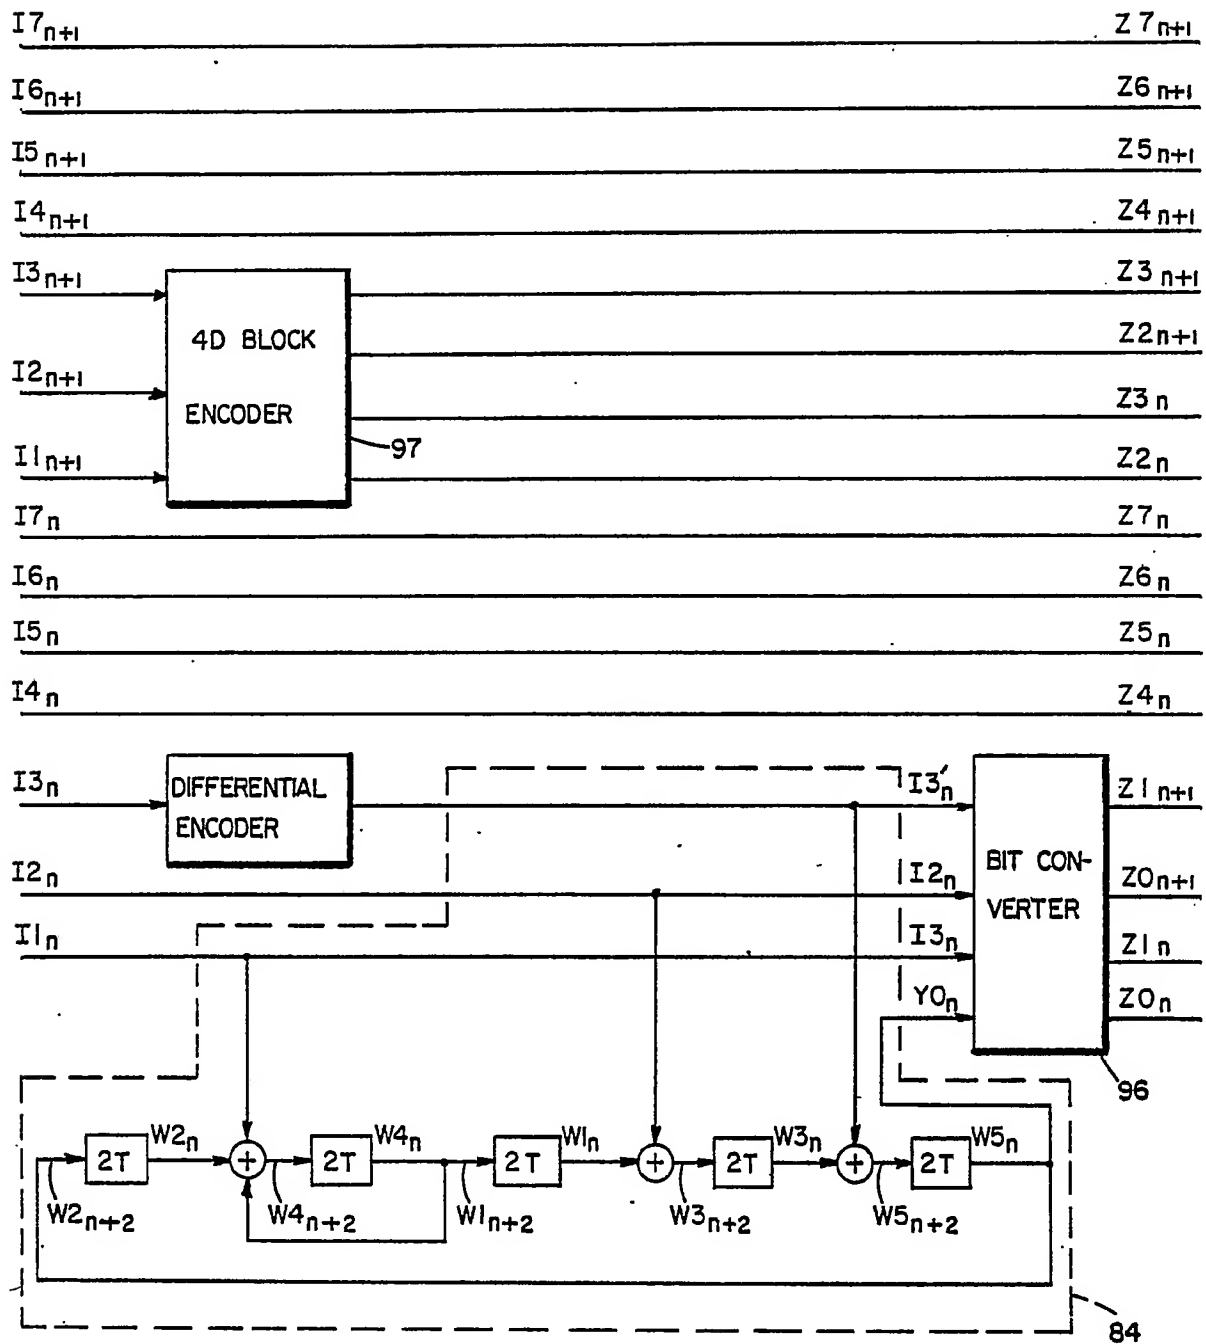 I7n+1 Z7n+1
I6n+1 Z6n+1
I5n+1 Z5n+1
I4n+1 Z4n+1
I3n+1 Z3n+1
4D BLOCK
ENCODER
Z2n+1
I2n+1
Z3n
97
I1n+1 Z2n
I7n Z7n
I6n Z6n
I5n Z5n
I4n Z4n
I3n
DIFFERENTIAL
ENCODER
I3'n
Z1n+1
I2n I2n
BIT CON-
VERTER
Z0n+1
I1n I3n Z1n
Y0n Z0n
96
2T W2n + 2T W4n 2T W1n + 2T W3n + 2T W5n
W2n+2 W4n+2 W1n+2 W3n+2 W5n+2
84